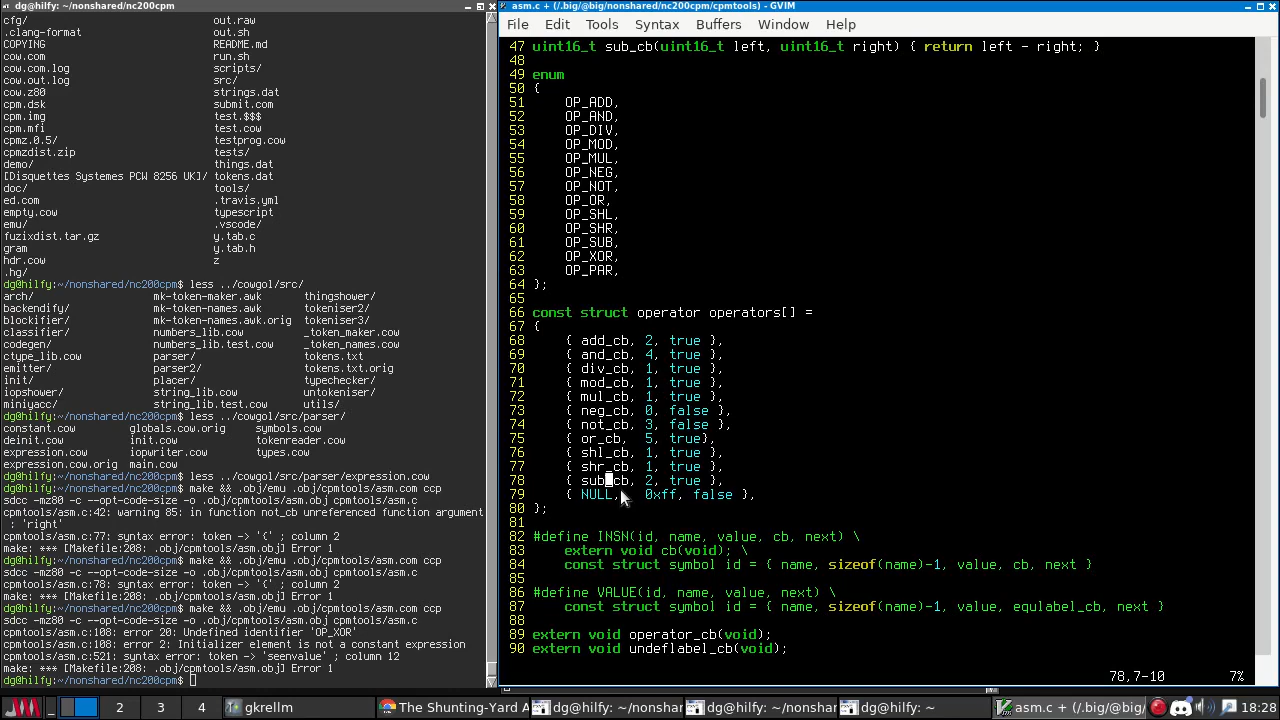 dg@hilfy: ~/nonshared/nc200cpm
cfg/ out.raw
.clang-format out.sh
COPYING README.md
cow.com run.sh
cow.com.log scripts/
cow.out.log src/
cow.z80 strings.dat
cpm.dsk submit.com
cpm.img test.$$$
cpm.mfi test.cow
cpmz.0.5/ testprog.cow
cpmzdist.zip tests/
demo/ things.dat
[Disquettes Systemes PCW 8256 UK]/ tokens.dat
doc/ tools/
ed.com .travis.yml
empty.cow typescript
emu/ .vscode/
fuzixdist.tar.gz y.tab.c
gram y.tab.h
hdr.cow z
.hg/
dg@hilfy:~/nonshared/nc200cpm$ less ../cowgol/src/
arch/ mk-token-maker.awk thingshower/
backendify/ mk-token-names.awk tokeniser2/
blockifier/ mk-token-names.awk.orig tokeniser3/
classifier/ numbers_lib.cow _token_maker.cow
codegen/ numbers_lib.test.cow _token_names.cow
ctype_lib.cow parser/ tokens.txt
emitter/ parser2/ tokens.txt.orig
init/ placer/ typechecker/
iopshower/ string_lib.cow untokeniser/
miniyacc/ string_lib.test.cow utils/
dg@hilfy:~/nonshared/nc200cpm$ less ../cowgol/src/parser/
constant.cow globals.cow.orig symbols.cow
deinit.cow init.cow tokenreader.cow
expression.cow iopwriter.cow types.cow
expression.cow.orig main.cow
dg@hilfy:~/nonshared/nc200cpm$ less ../cowgol/src/parser/expression.cow
dg@hilfy:~/nonshared/nc200cpm$ make && .obj/emu .obj/cpmtools/asm.com ccp
sdcc -mz80 -c --opt-code-size -o .obj/cpmtools/asm.obj cpmtools/asm.c
cpmtools/asm.c:42: warning 85: in function not_cb unreferenced function argument
: 'right'
cpmtools/asm.c:77: syntax error: token -> '{' ; column 2
make: *** [Makefile:208: .obj/cpmtools/asm.obj] Error 1
dg@hilfy:~/nonshared/nc200cpm$ make && .obj/emu .obj/cpmtools/asm.com ccp
sdcc -mz80 -c --opt-code-size -o .obj/cpmtools/asm.obj cpmtools/asm.c
cpmtools/asm.c:78: syntax error: token -> '{' ; column 2
make: *** [Makefile:208: .obj/cpmtools/asm.obj] Error 1
dg@hilfy:~/nonshared/nc200cpm$ make && .obj/emu .obj/cpmtools/asm.com ccp
sdcc -mz80 -c --opt-code-size -o .obj/cpmtools/asm.obj cpmtools/asm.c
cpmtools/asm.c:108: error 20: Undefined identifier 'OP_XOR'
cpmtools/asm.c:108: error 2: Initializer element is not a constant expression
cpmtools/asm.c:521: syntax error: token -> 'seenvalue' ; column 12
make: *** [Makefile:208: .obj/cpmtools/asm.obj] Error 1
dg@hilfy:~/nonshared/nc200cpm$
asm.c + (.big/@big/nonshared/nc200cpm/cpmtools) - GVIM
File Edit Tools Syntax Buffers Window Help
47 uint16_t sub_cb(uint16_t left, uint16_t right) { return left - right; }
48
49 enum
50 {
51 OP_ADD,
52 OP_AND,
53 OP_DIV,
54 OP_MOD,
55 OP_MUL,
56 OP_NEG,
57 OP_NOT,
58 OP_OR,
59 OP_SHL,
60 OP_SHR,
61 OP_SUB,
62 OP_XOR,
63 OP_PAR,
64 };
65
66 const struct operator operators[] =
67 {
68 { add_cb, 2, true },
69 { and_cb, 4, true },
70 { div_cb, 1, true },
71 { mod_cb, 1, true },
72 { mul_cb, 1, true },
73 { neg_cb, 0, false },
74 { not_cb, 3, false },
75 { or_cb, 5, true},
76 { shl_cb, 1, true },
77 { shr_cb, 1, true },
78 { sub_cb, 2, true },
79 { NULL, 0xff, false },
80 };
81
82 #define INSN(id, name, value, cb, next) \
83 extern void cb(void); \
84 const struct symbol id = { name, sizeof(name)-1, value, cb, next }
85
86 #define VALUE(id, name, value, next) \
87 const struct symbol id = { name, sizeof(name)-1, value, equlabel_cb, next }
88
89 extern void operator_cb(void);
90 extern void undeflabel_cb(void);
78,7-10 7%
2 3 4 gkrellm The Shunting-Yard A dg@hilfy: ~/nonshar dg@hilfy: ~/nonshar dg@hilfy: ~ asm.c + (.big/@big/n 18:28